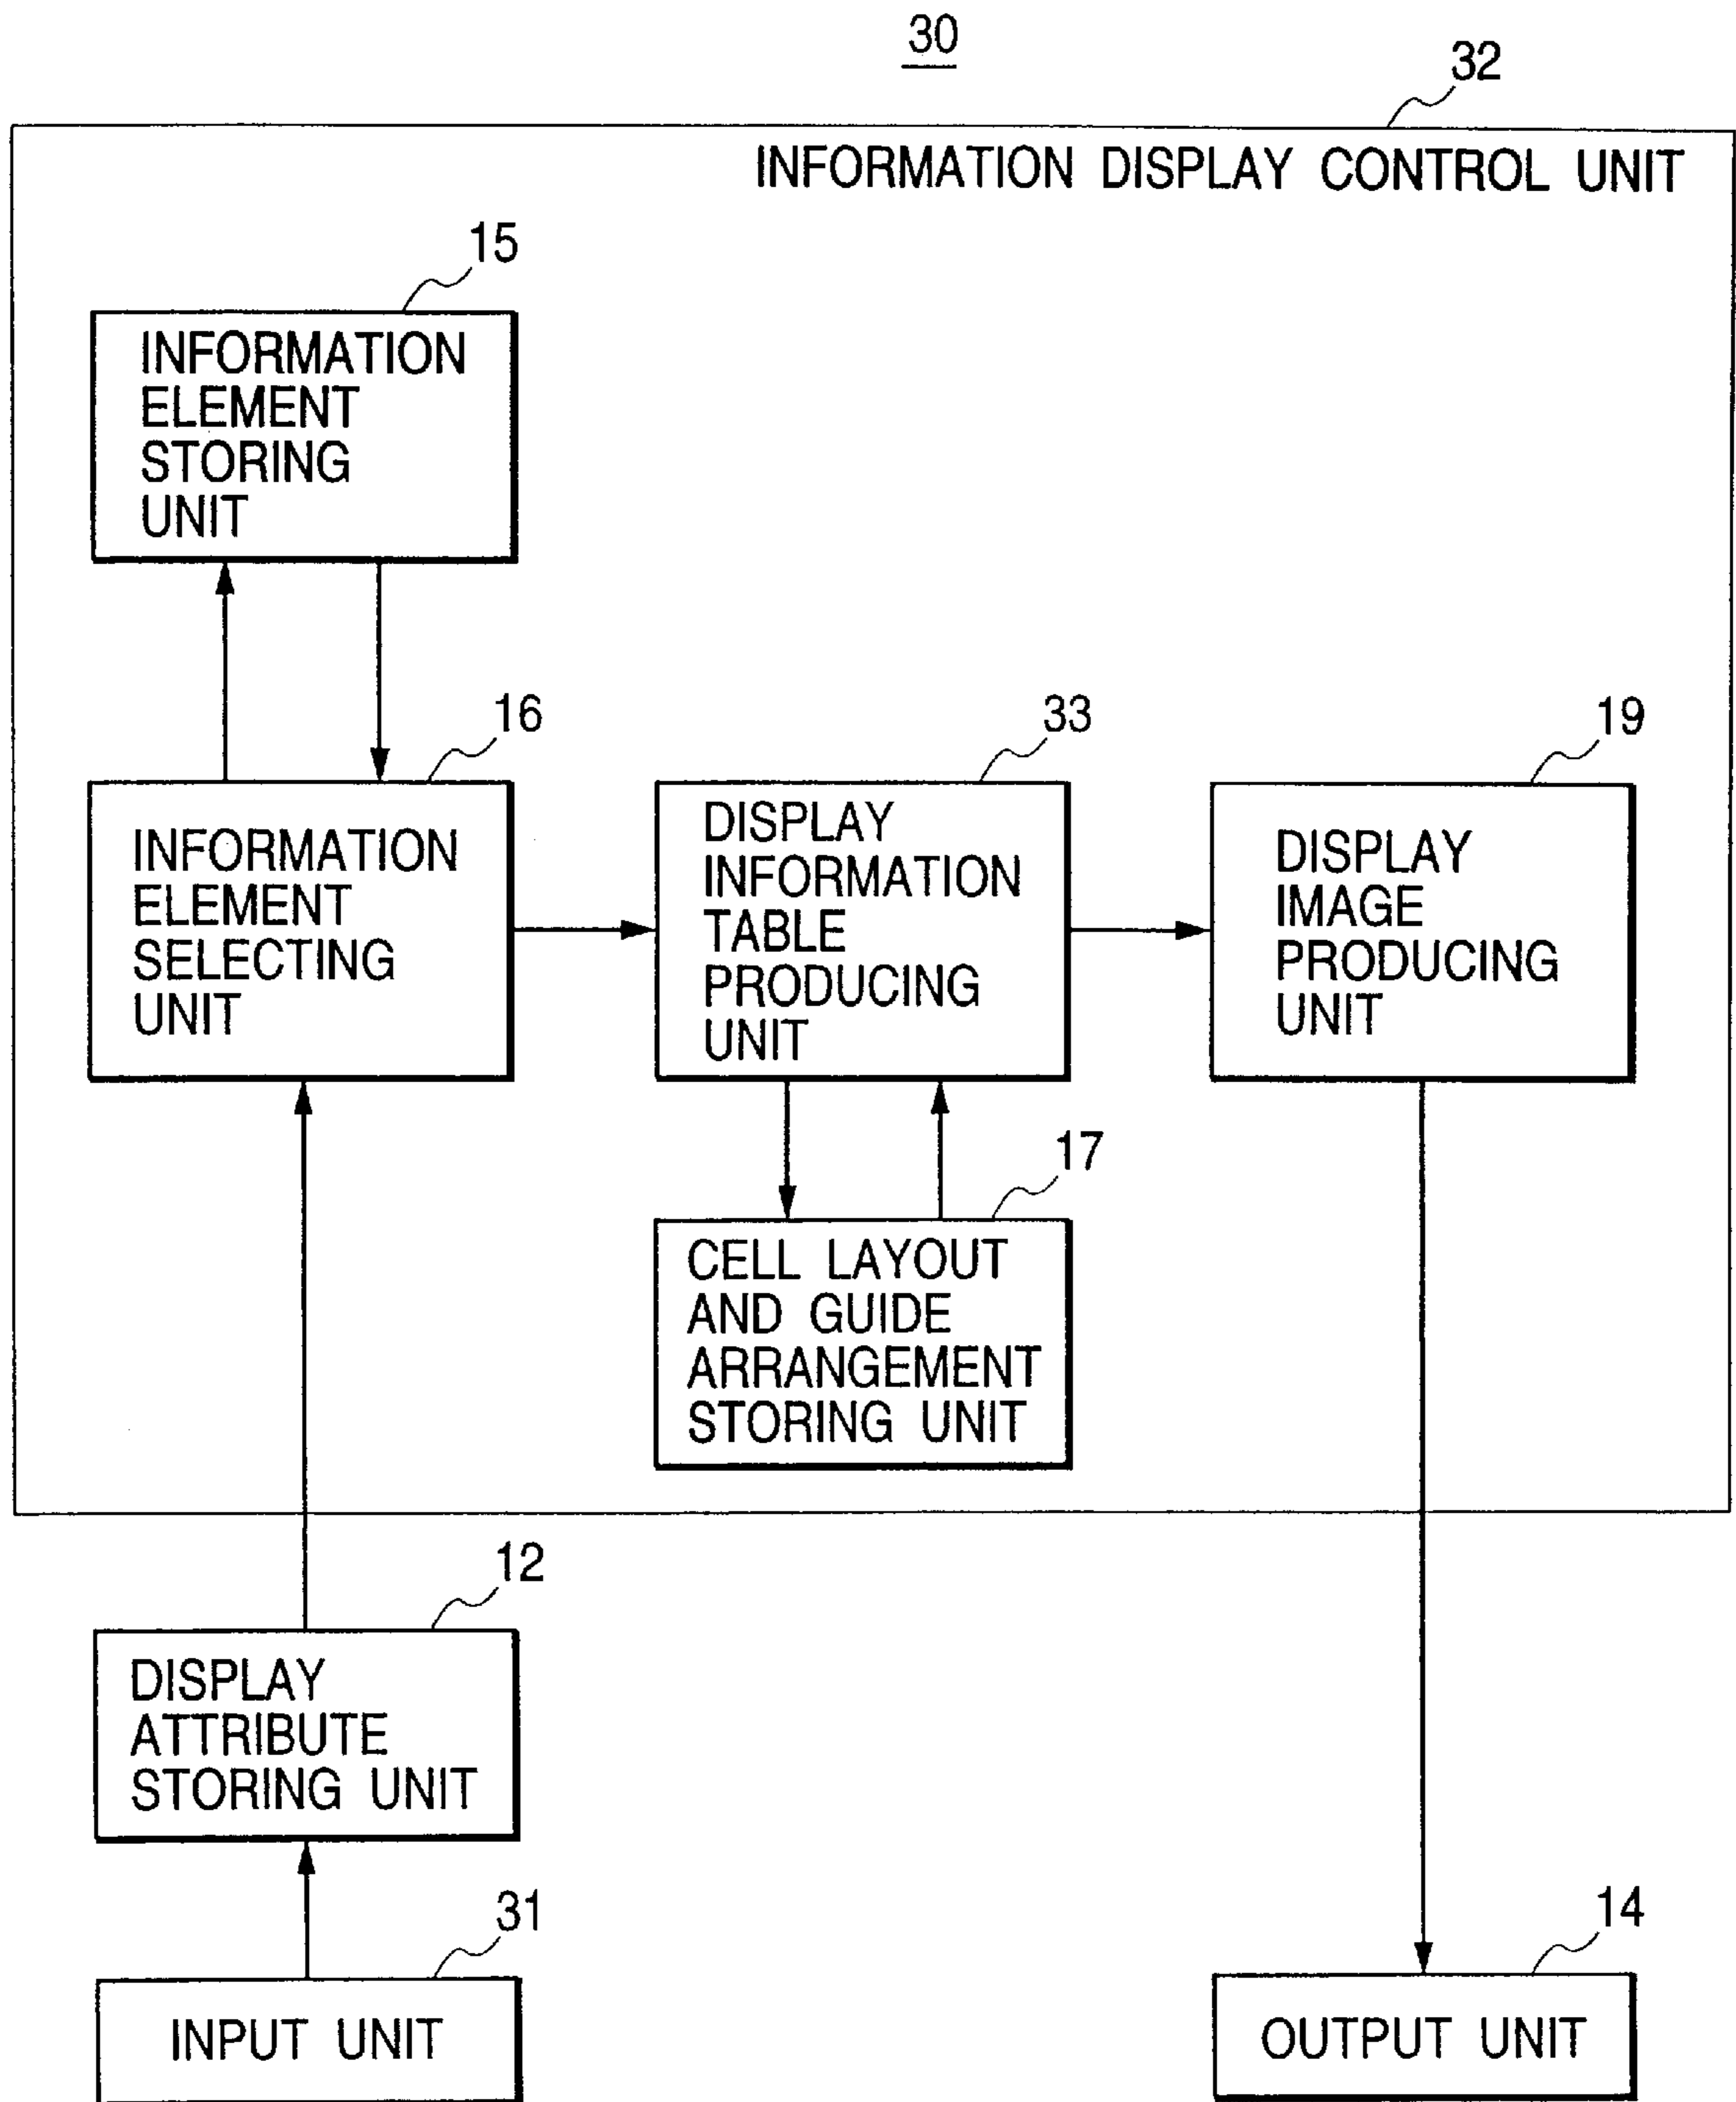 30
32
INFORMATION DISPLAY CONTROL UNIT
15
INFORMATION
ELEMENT
STORING
UNIT
16
INFORMATION
ELEMENT
SELECTING
UNIT
33
DISPLAY
INFORMATION
TABLE
PRODUCING
UNIT
19
DISPLAY
IMAGE
PRODUCING
UNIT
17
CELL LAYOUT
AND GUIDE
ARRANGEMENT
STORING UNIT
12
DISPLAY
ATTRIBUTE
STORING UNIT
31
INPUT UNIT
14
OUTPUT UNIT